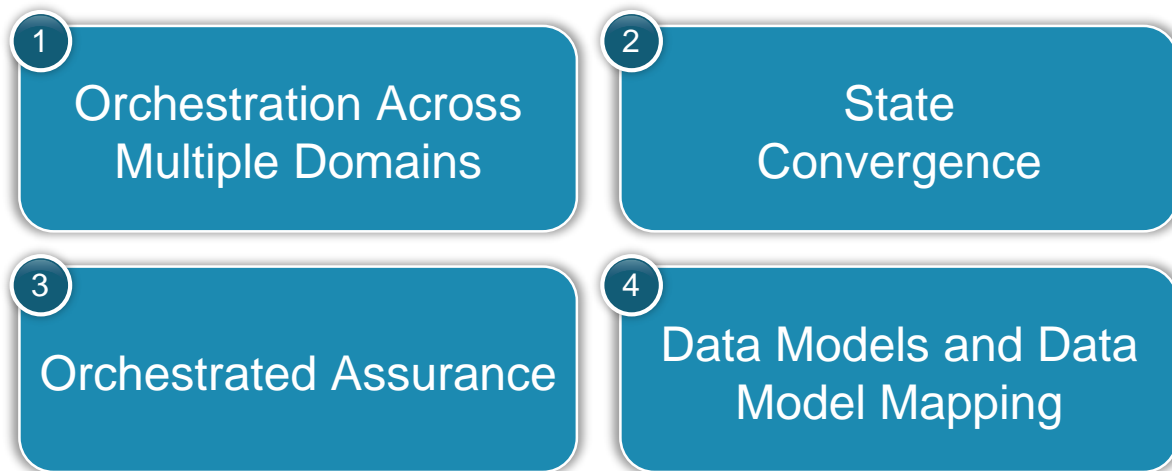 1
Orchestration Across
Multiple Domains
2
State
Convergence
3
Orchestrated Assurance
4
Data Models and Data
Model Mapping